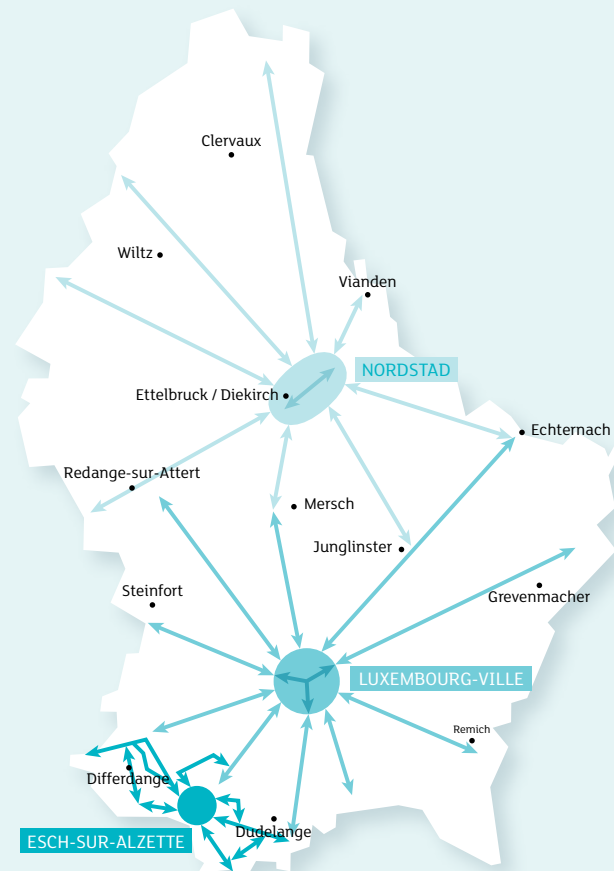 Clervaux
Wiltz
Vianden
NORDSTAD
Ettelbruck / Diekirch
Echternach
Redange-sur-Attert
Mersch
Junglinster
Steinfort
Grevenmacher
LUXEMBOURG-VILLE
Remich
Differdange
Dudelange
ESCH-SUR-ALZETTE